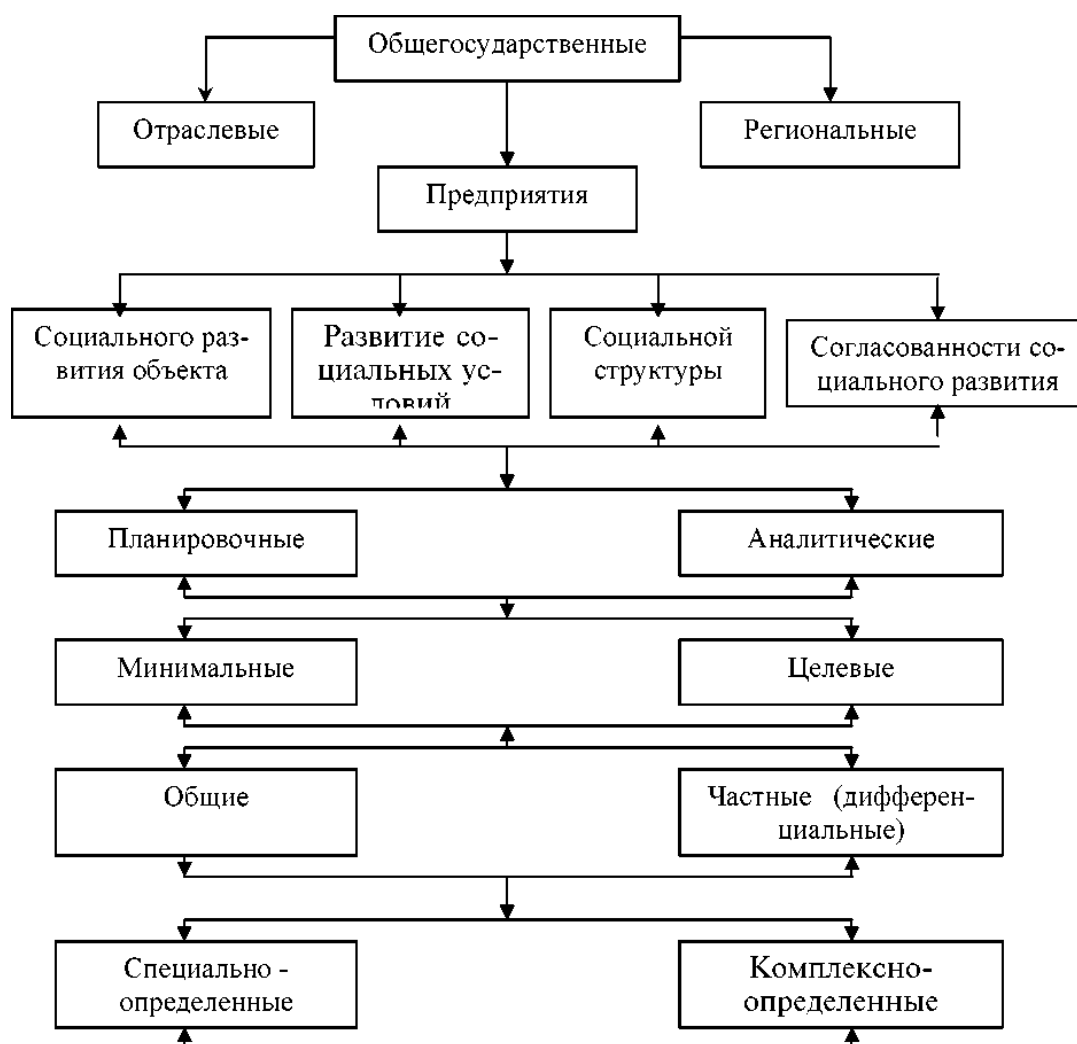 Общегосударственные
Отраслевые
Региональные
Предприятия
Социального раз-
вития объекта
Развитие со-
циальных ус-
ловий
Социальной
структуры
Согласованности со-
циального развития
Планировочные
Аналитические
Минимальные
Целевые
Общие
Частные (дифферен-
циальные)
Специально -
определенные
Комплексно-
определенные